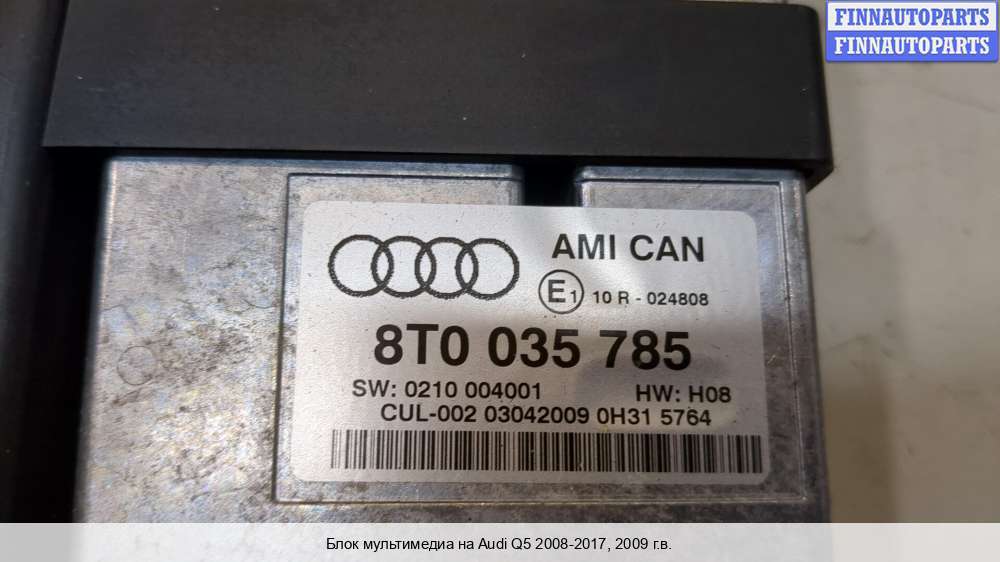 FINNAUTOPARTS
FINNAUTOPARTS
AMI CAN
E1 10 R - 024808
8T0 035 785
SW: 0210 004001 HW: H08
CUL-002 03042009 0H31 5764
Блок мультимедиа на Audi Q5 2008-2017, 2009 г.в.